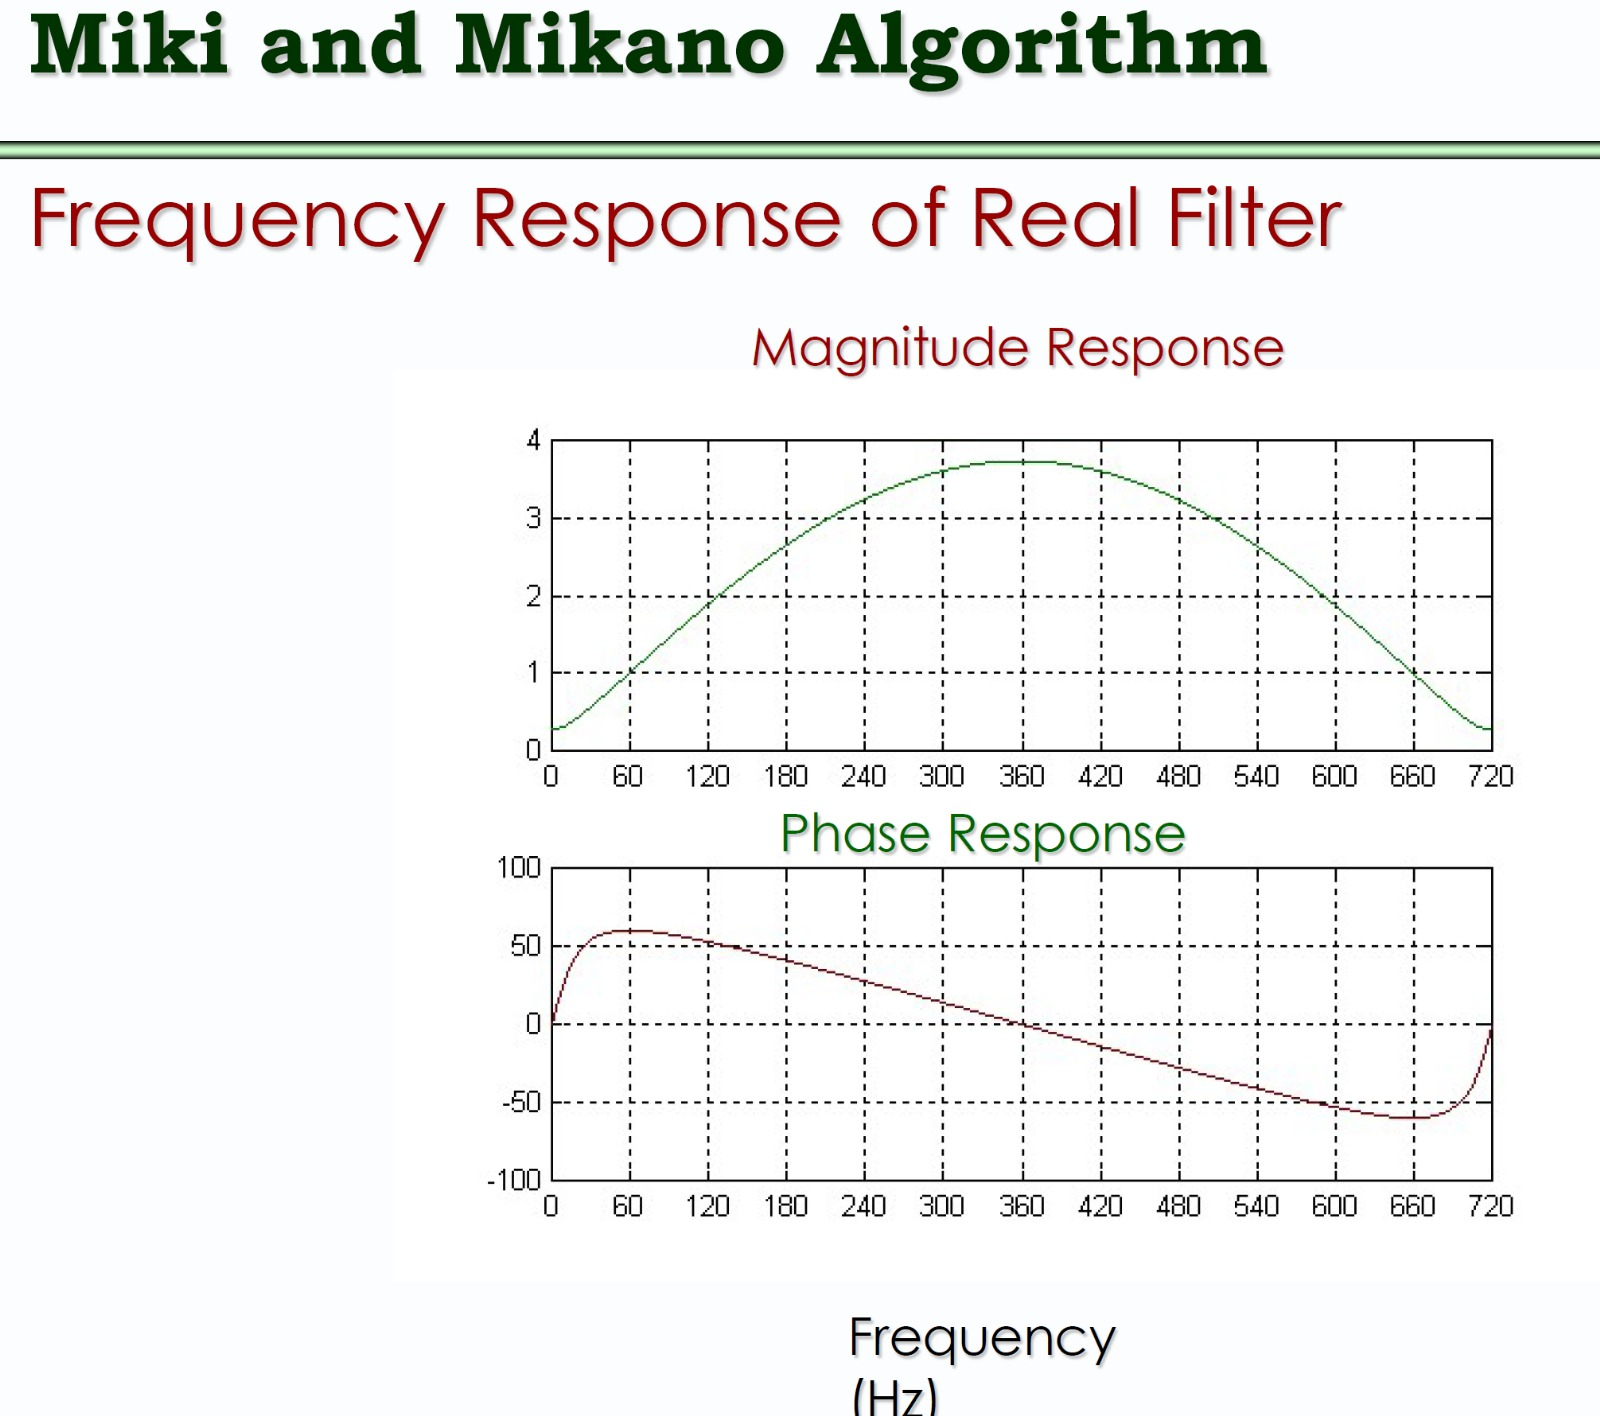 Miki and Mikano Algorithm
Frequency Response of Real Filter
Magnitude Response
4
3
2
1
0
0 60 120 180 240 300 360 420 480 540 600 660 720
Phase Response
100
50
0
-50
-100
0 60 120 180 240 300 360 420 480 540 600 660 720
Frequency
(Hz)